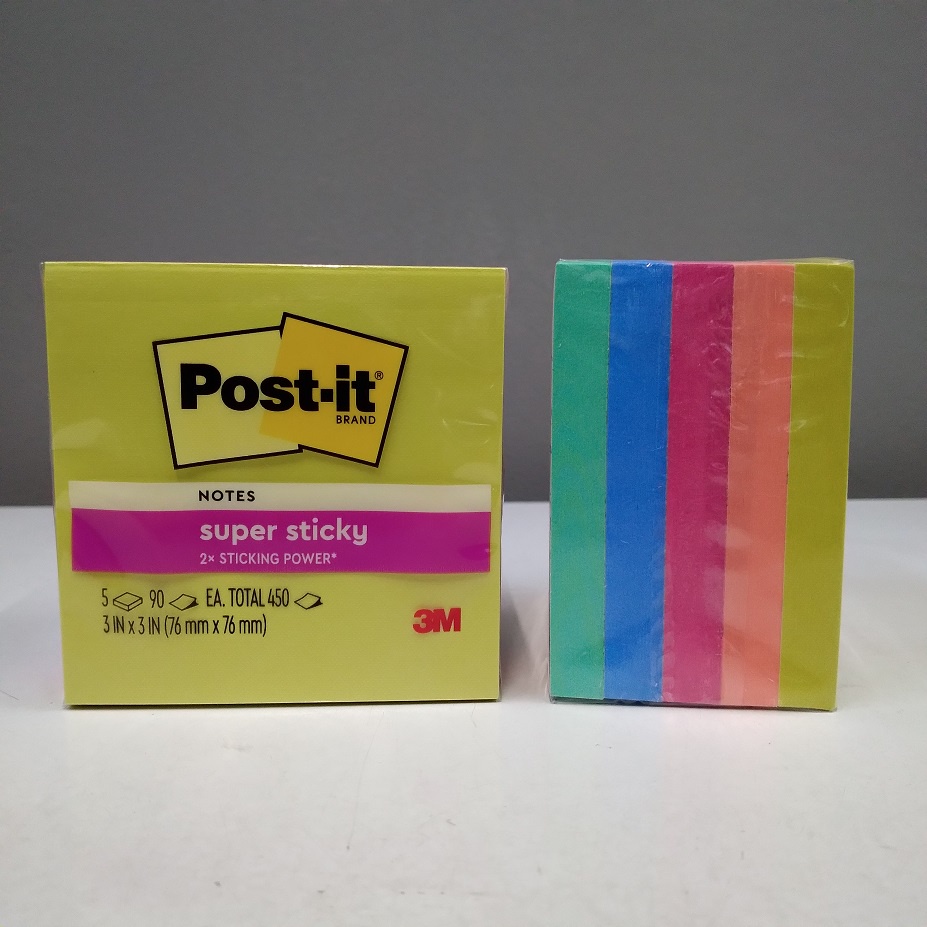 Post-it®
BRAND
NOTES
super sticky
2x STICKING POWER*
5 90 EA. TOTAL 450
3 IN x 3 IN (76 mm x 76 mm)
3M